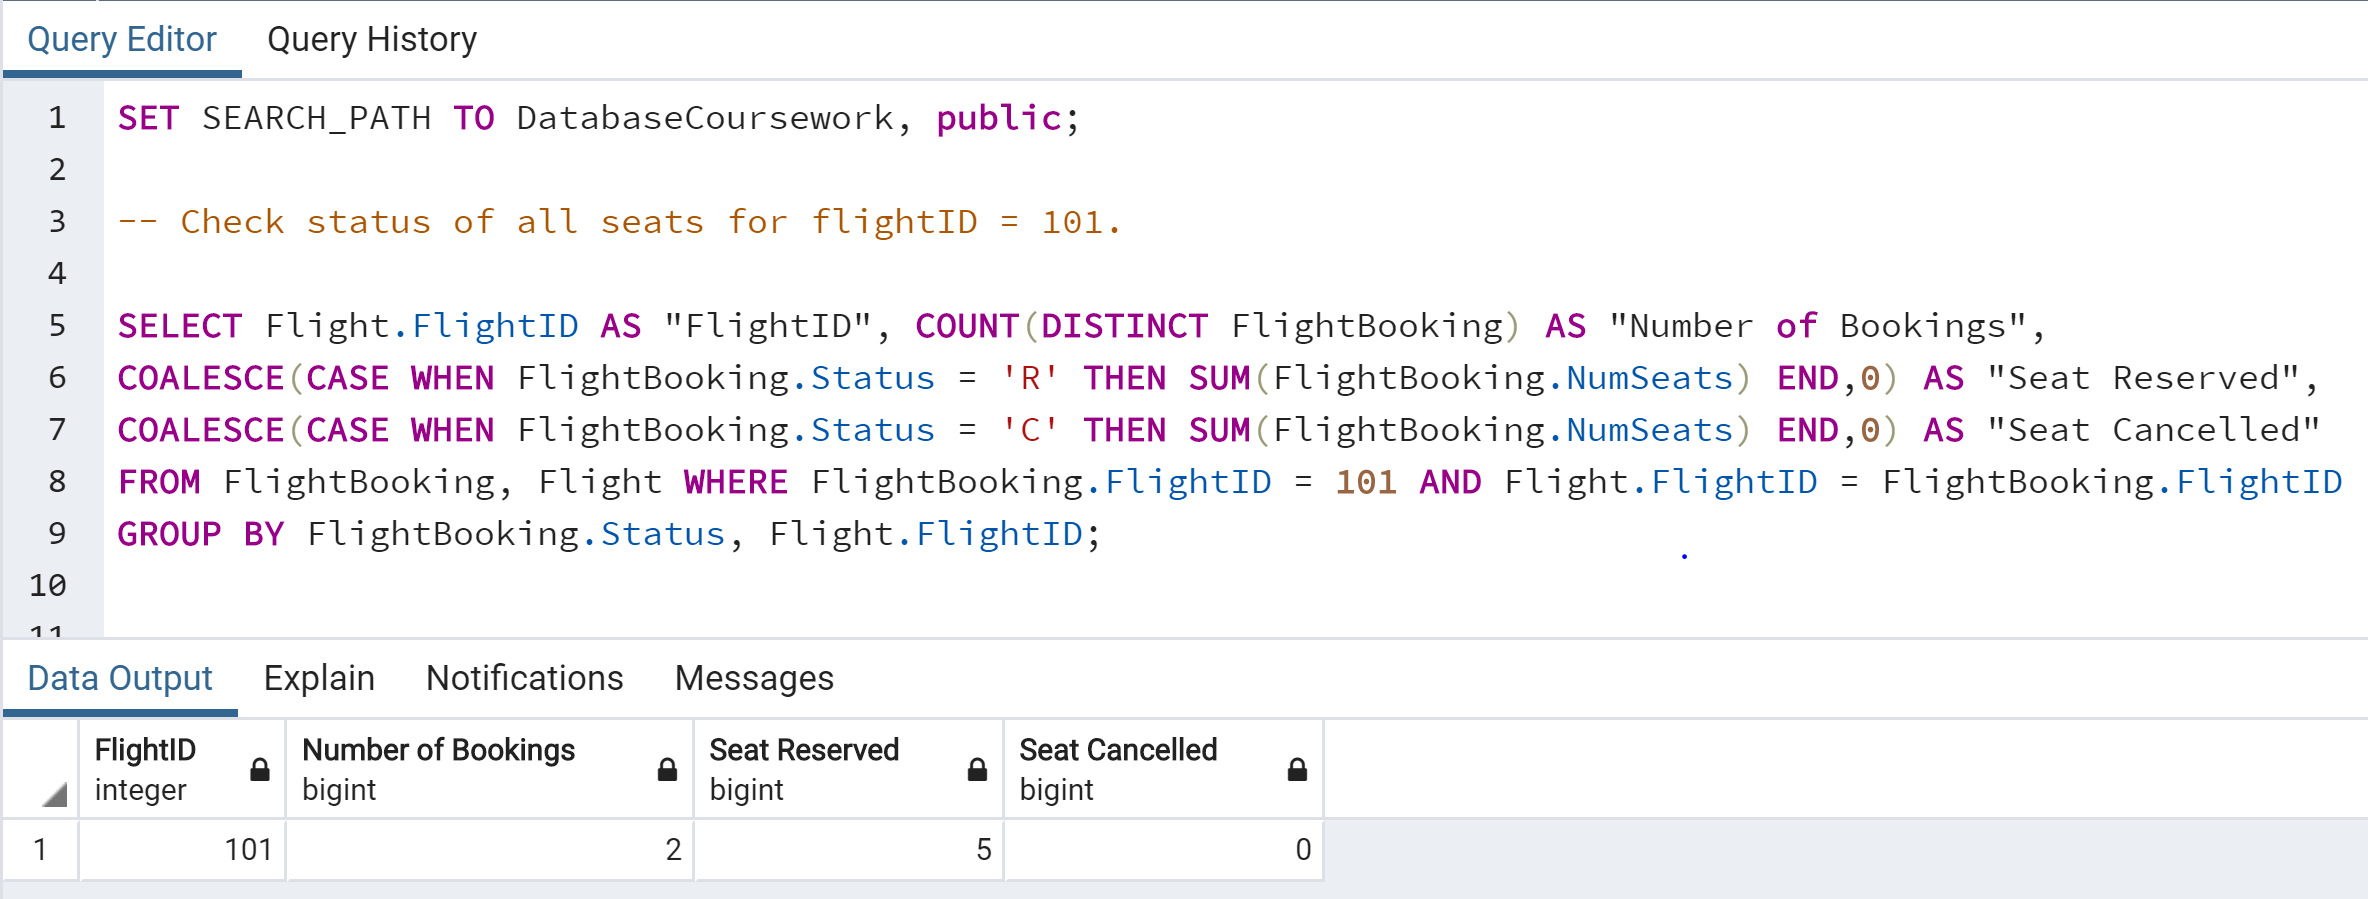 Query Editor Query History
1 SET SEARCH_PATH TO DatabaseCoursework, public;
2
3 -- Check status of all seats for flightID = 101.
4
5 SELECT Flight.FlightID AS "FlightID", COUNT(DISTINCT FlightBooking) AS "Number of Bookings",
6 COALESCE(CASE WHEN FlightBooking.Status = 'R' THEN SUM(FlightBooking.NumSeats) END,0) AS "Seat Reserved",
7 COALESCE(CASE WHEN FlightBooking.Status = 'C' THEN SUM(FlightBooking.NumSeats) END,0) AS "Seat Cancelled"
8 FROM FlightBooking, Flight WHERE FlightBooking.FlightID = 101 AND Flight.FlightID = FlightBooking.FlightID
9 GROUP BY FlightBooking.Status, Flight.FlightID;
10
11
Data Output Explain Notifications Messages
FlightID Number of Bookings Seat Reserved Seat Cancelled
integer bigint bigint bigint
1 101 2 5 0